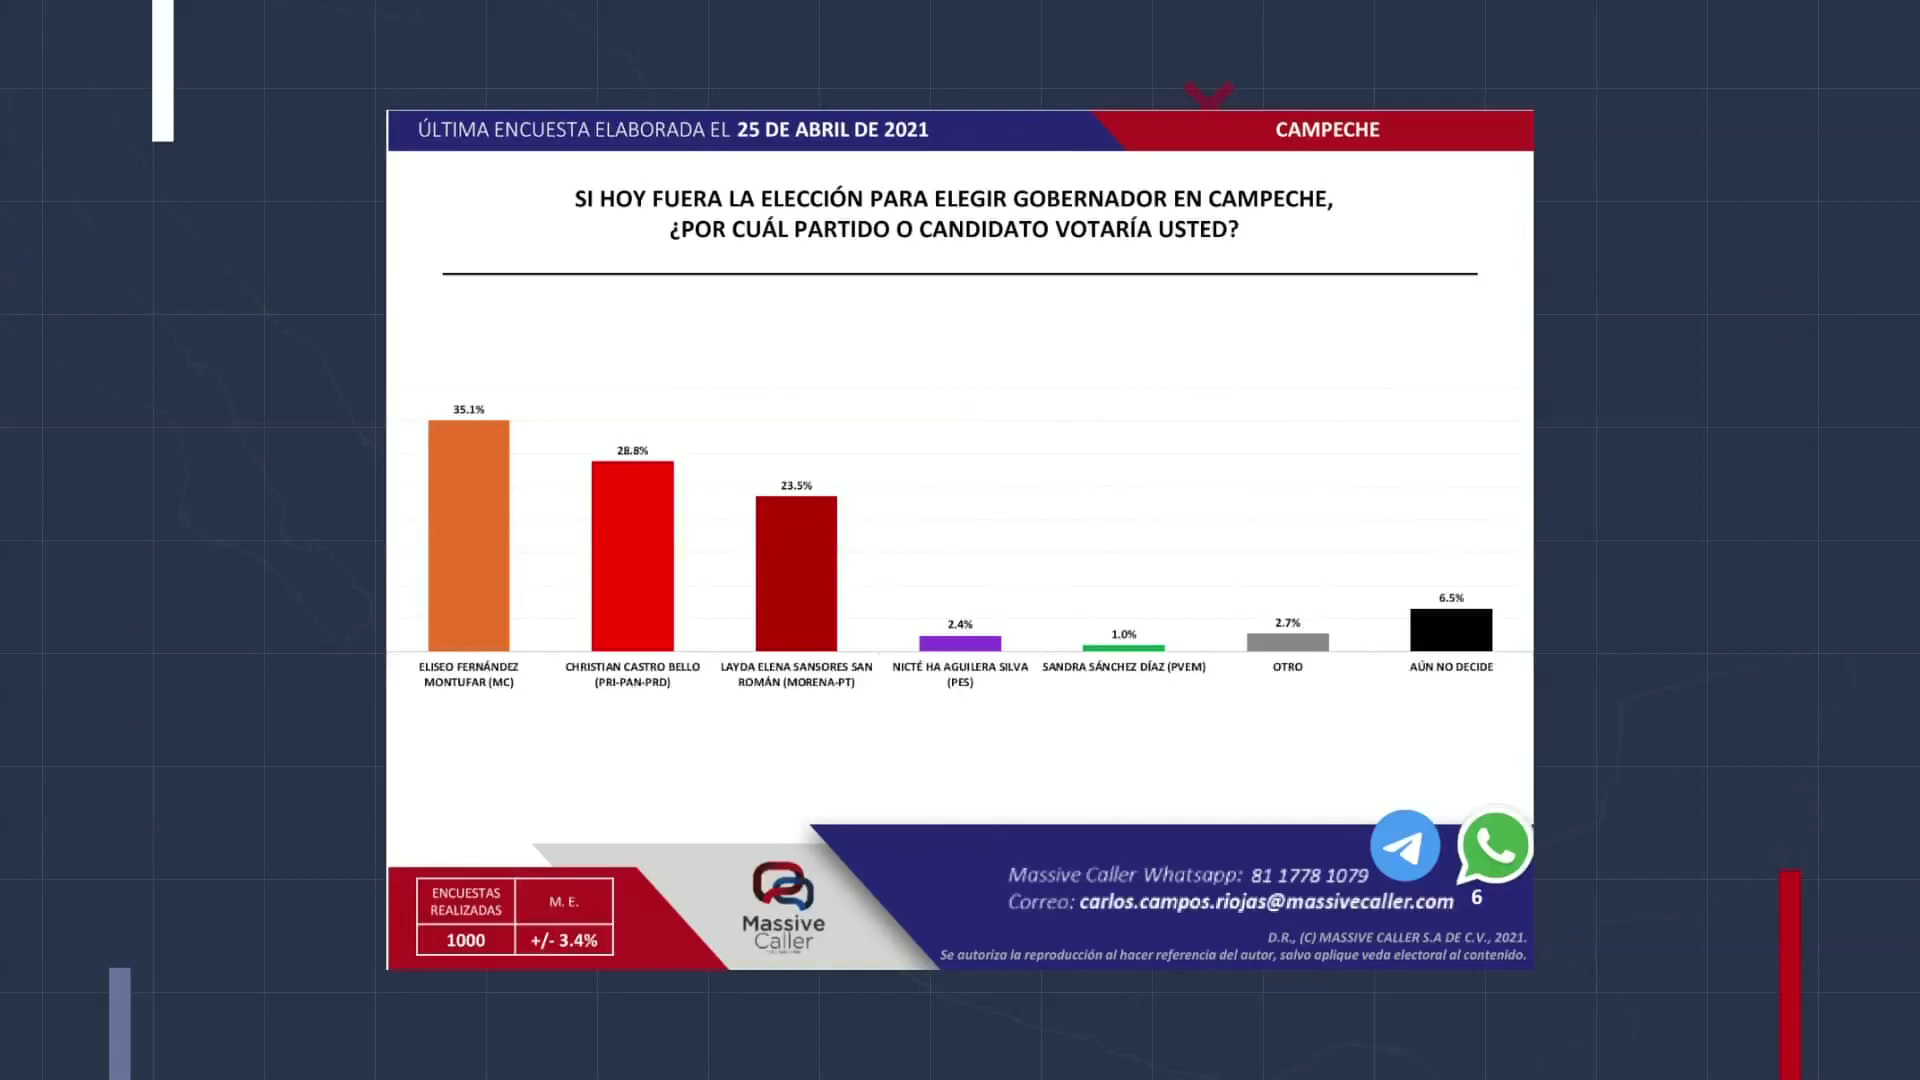 ÚLTIMA ENCUESTA ELABORADA EL 25 DE ABRIL DE 2021
CAMPECHE
SI HOY FUERA LA ELECCIÓN PARA ELEGIR GOBERNADOR EN CAMPECHE,
¿POR CUÁL PARTIDO O CANDIDATO VOTARÍA USTED?
35.1%
28.8%
23.5%
2.4%
1.0%
2.7%
6.5%
ELISEO FERNÁNDEZ
MONTUFAR (MC)
CHRISTIAN CASTRO BELLO
(PRI-PAN-PRD)
LAYDA ELENA SANSORES SAN
ROMÁN (MORENA-PT)
NICTÉ HA AGUILERA SILVA
(PES)
SANDRA SÁNCHEZ DÍAZ (PVEM)
OTRO
AÚN NO DECIDE
ENCUESTAS
REALIZADAS
M. E.
1000
+/- 3.4%
Massive
Caller
Massive Caller Whatsapp: 81 1778 1079
Correo: carlos.campos.riojas@massivecaller.com
6
D.R., (C) MASSIVE CALLER S.A DE C.V., 2021.
Se autoriza la reproducción al hacer referencia del autor, salvo aplique veda electoral al contenido.